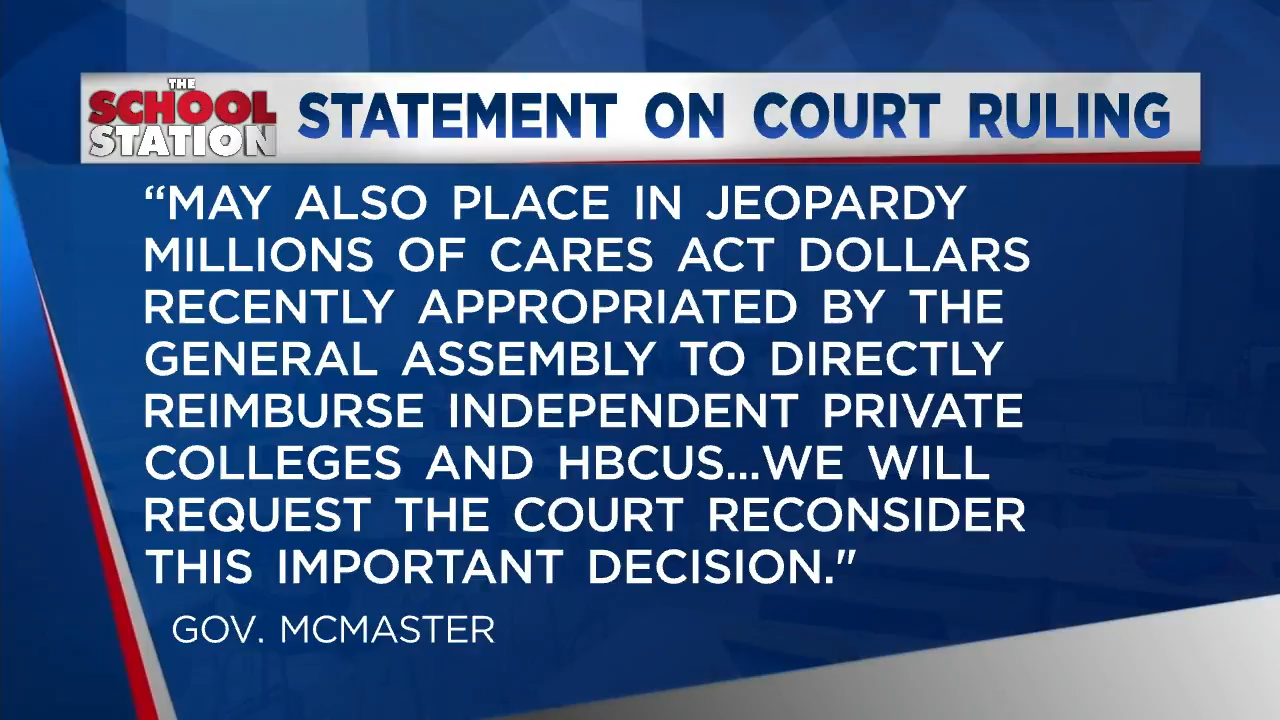 THE
SCHOOL
STATION
STATEMENT ON COURT RULING
“MAY ALSO PLACE IN JEOPARDY
MILLIONS OF CARES ACT DOLLARS
RECENTLY APPROPRIATED BY THE
GENERAL ASSEMBLY TO DIRECTLY
REIMBURSE INDEPENDENT PRIVATE
COLLEGES AND HBCUS...WE WILL
REQUEST THE COURT RECONSIDER
THIS IMPORTANT DECISION."
GOV. MCMASTER